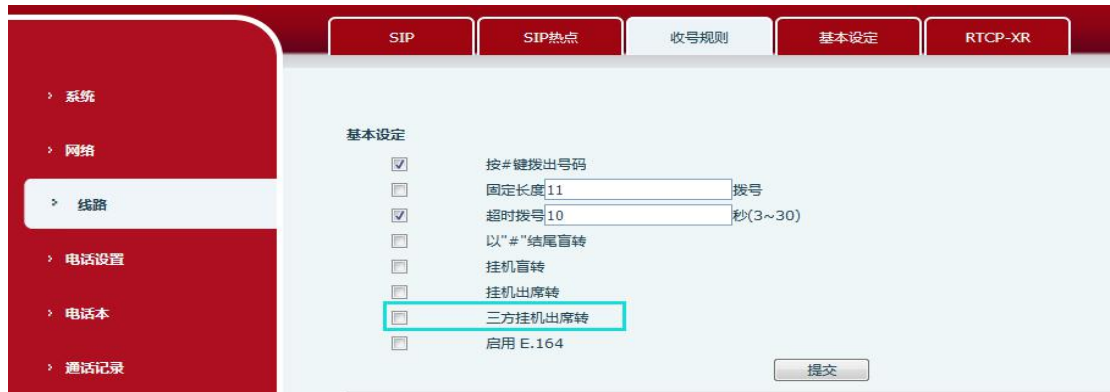 SIP
SIP热点
收号规则
基本设定
RTCP-XR
系统
网络
线路
电话设置
电话本
通话记录
基本设定
按#键拨出号码
固定长度11拨号
超时拨号10秒(3~30)
以"#"结尾盲转
挂机盲转
挂机出席转
三方挂机出席转
启用 E.164
提交